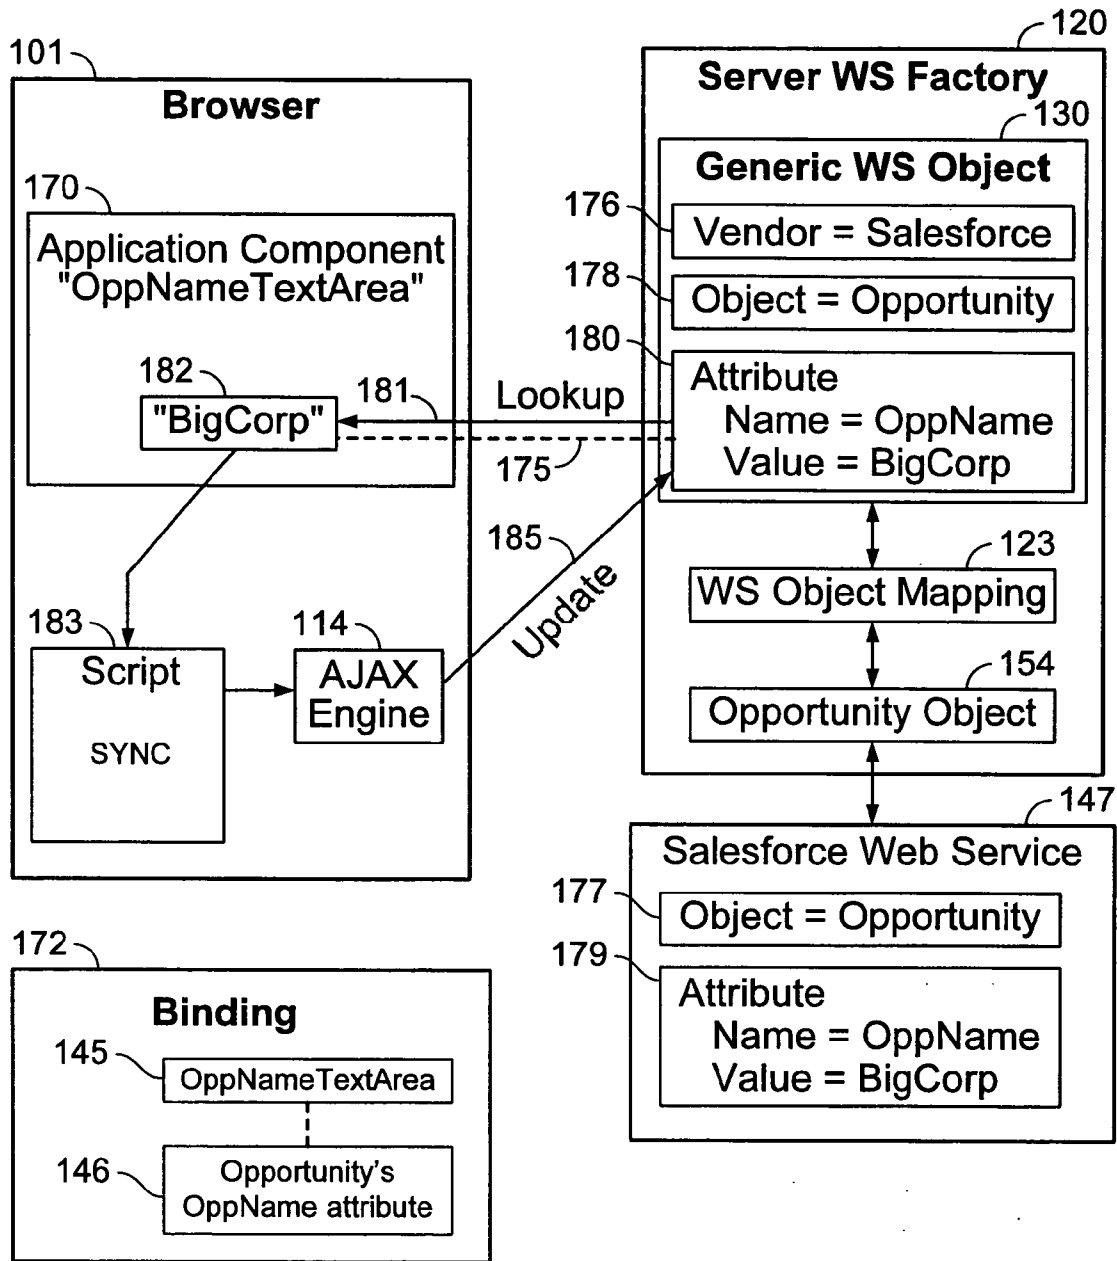 101
Browser
170
Application Component
"OppNameTextArea"
182
"BigCorp"
181
Lookup
175
185
Update
183
Script
SYNC
114
AJAX
Engine
120
Server WS Factory
130
Generic WS Object
176
Vendor = Salesforce
178
Object = Opportunity
180
Attribute
Name = OppName
Value = BigCorp
123
WS Object Mapping
154
Opportunity Object
147
Salesforce Web Service
177
Object = Opportunity
179
Attribute
Name = OppName
Value = BigCorp
172
Binding
145
OppNameTextArea
146
Opportunity's
OppName attribute